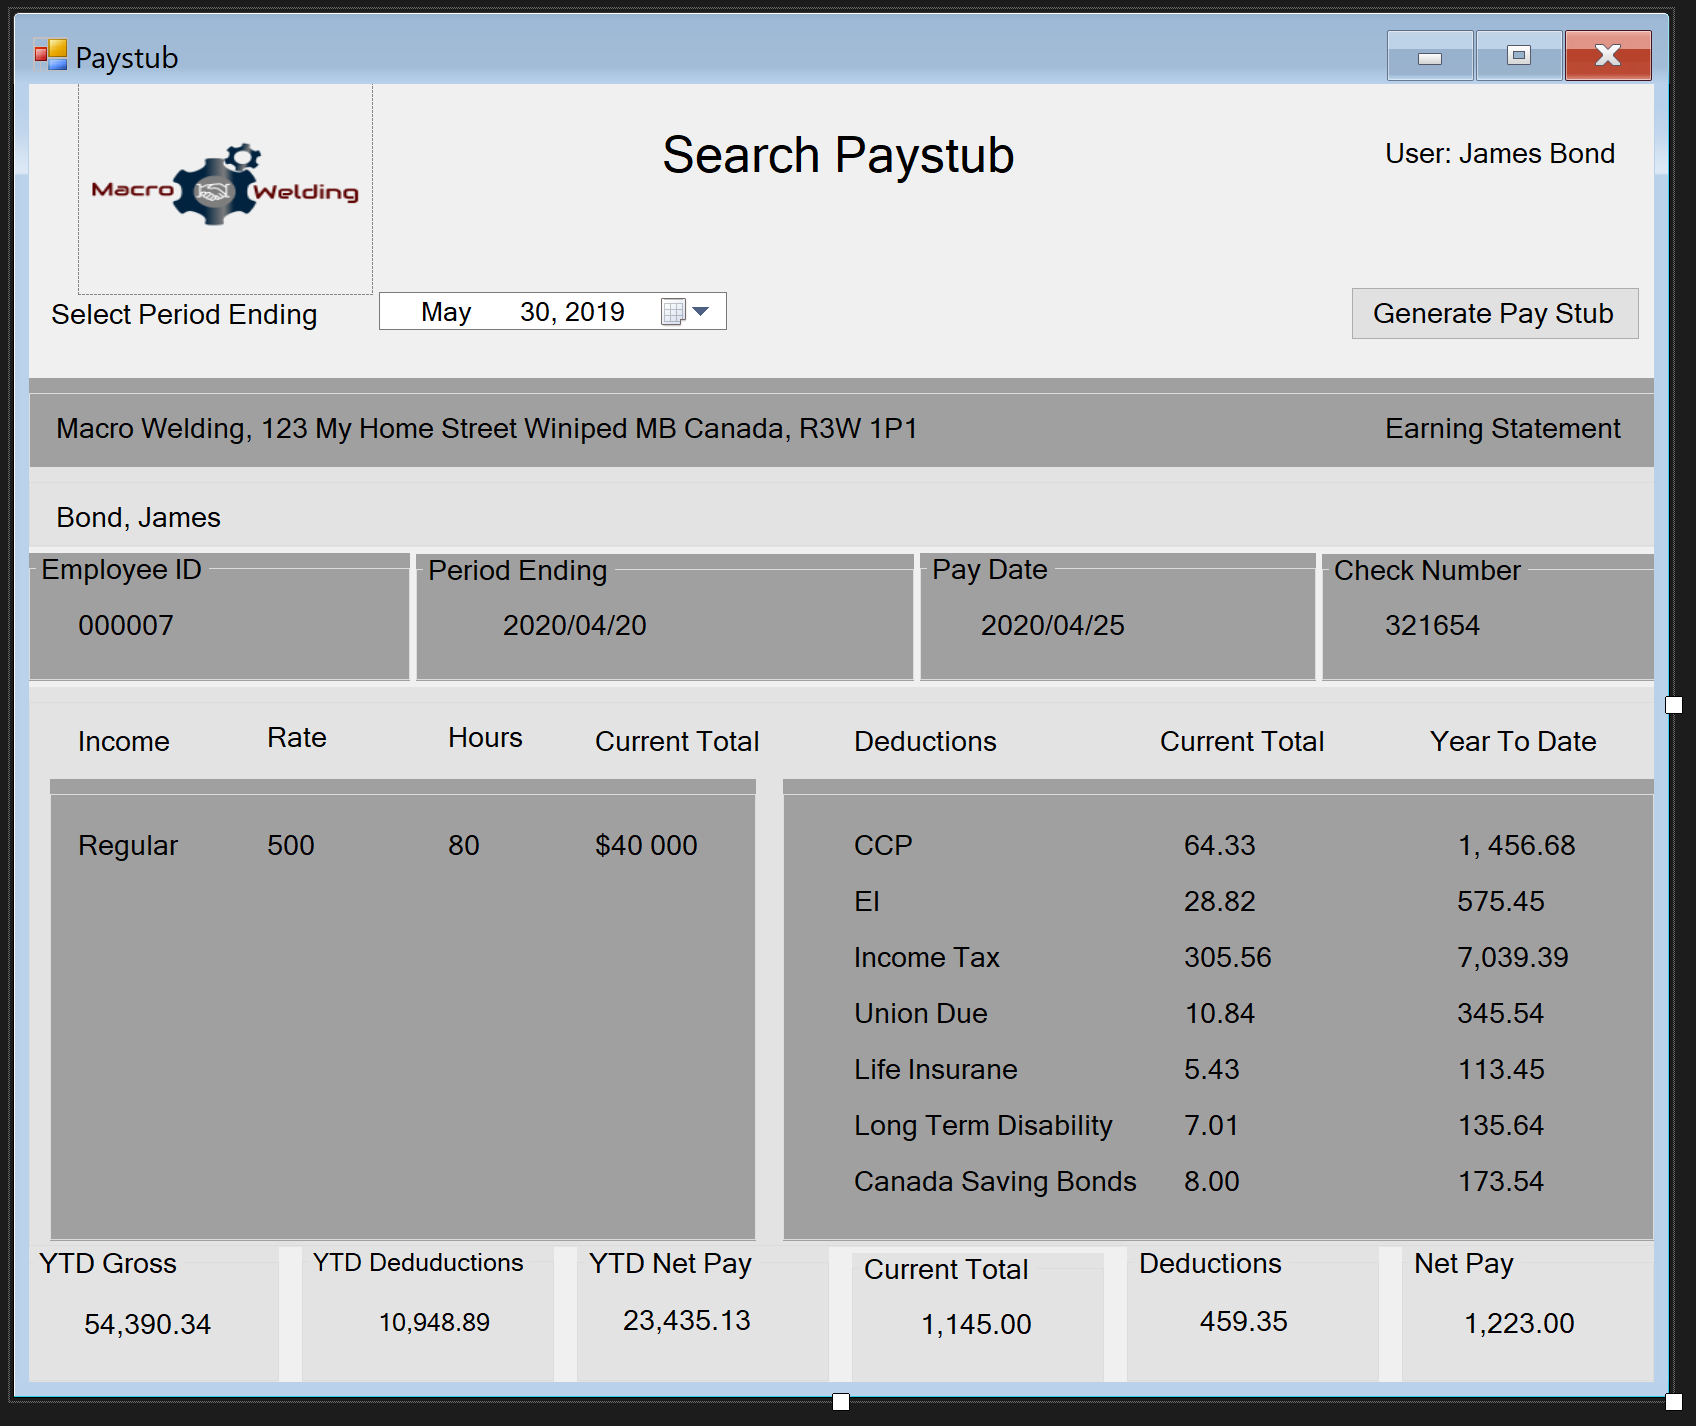 Paystub
Macro Welding
Search Paystub
User: James Bond
Select Period Ending
May 30, 2019
Generate Pay Stub
Macro Welding, 123 My Home Street Winiped MB Canada, R3W 1P1
Earning Statement
Bond, James
Employee ID
Period Ending
Pay Date
Check Number
000007
2020/04/20
2020/04/25
321654
Income Rate Hours Current Total
Deductions Current Total Year To Date
Regular 500 80 $40 000
CCP 64.33 1, 456.68
EI 28.82 575.45
Income Tax 305.56 7,039.39
Union Due 10.84 345.54
Life Insurane 5.43 113.45
Long Term Disability 7.01 135.64
Canada Saving Bonds 8.00 173.54
YTD Gross
YTD Deduductions
YTD Net Pay
Current Total
Deductions
Net Pay
54,390.34
10,948.89
23,435.13
1,145.00
459.35
1,223.00